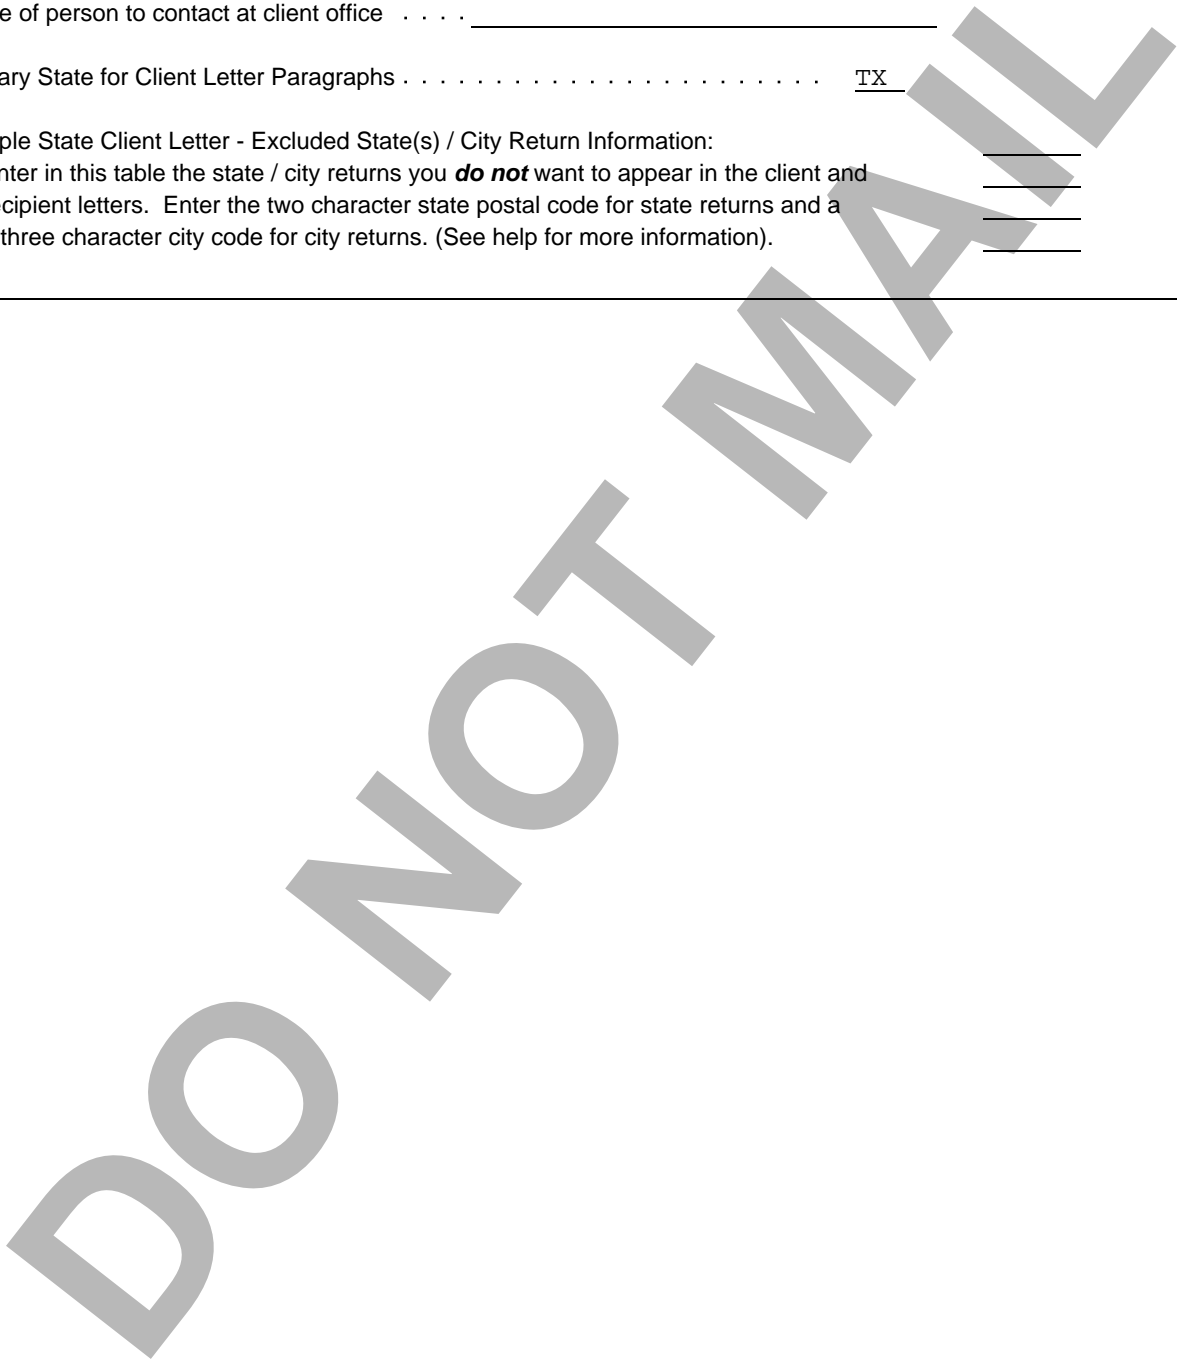 e of person to contact at client office . . . .
ary State for Client Letter Paragraphs . . . . . . . . . . . . . . . . . . . . . . . TX
ple State Client Letter - Excluded State(s) / City Return Information:
nter in this table the state / city returns you do not want to appear in the client and
ecipient letters. Enter the two character state postal code for state returns and a
three character city code for city returns. (See help for more information).
DO NOT MAIL